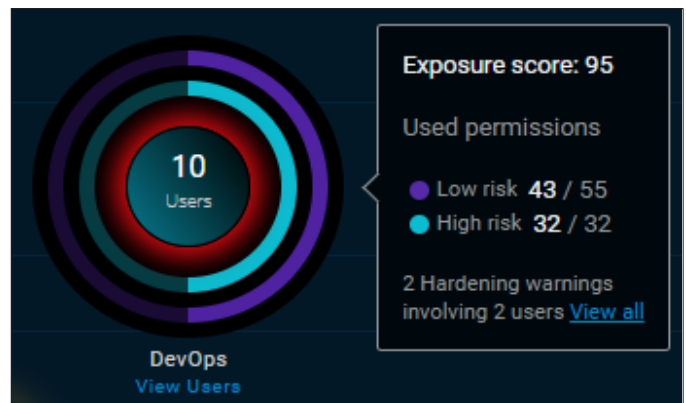 10
Users
DevOps
View Users
Exposure score: 95
Used permissions
Low risk 43 / 55
High risk 32 / 32
2 Hardening warnings
involving 2 users View all